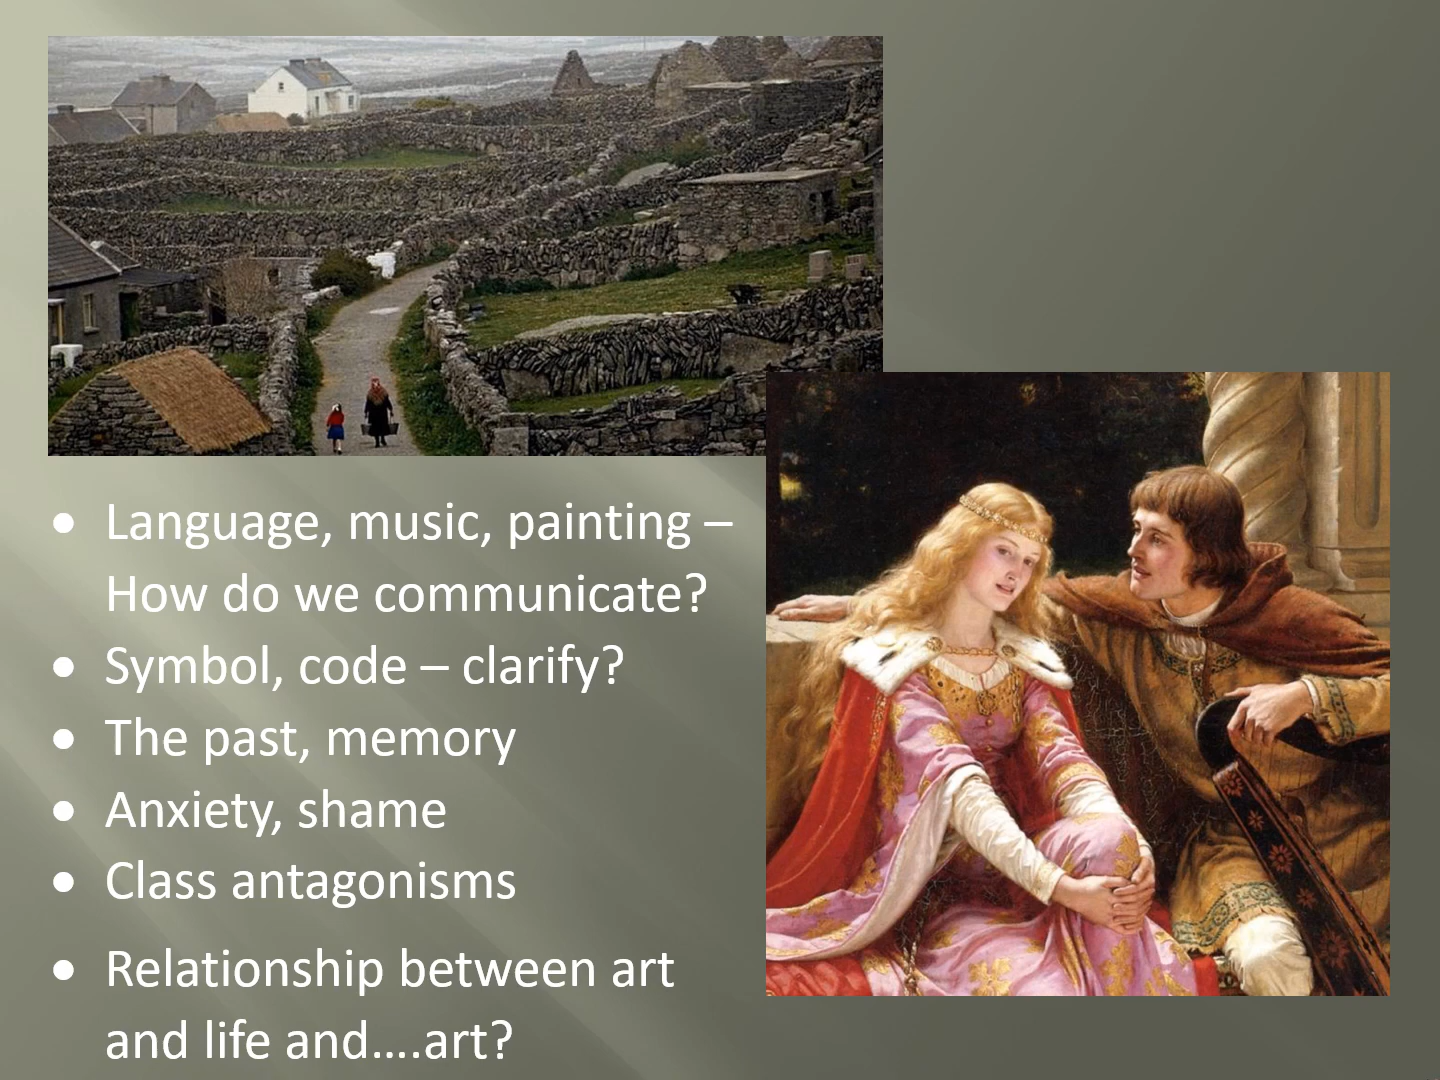 • Language, music, painting –
How do we communicate?
• Symbol, code – clarify?
• The past, memory
• Anxiety, shame
• Class antagonisms
• Relationship between art
and life and….art?